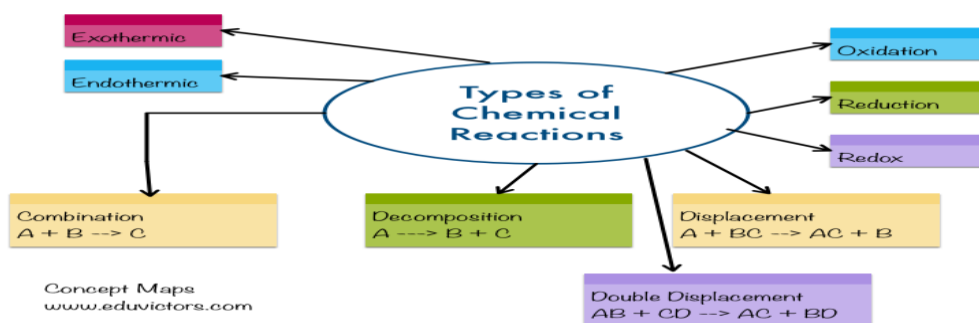 Exothermic
Endothermic
Types of
Chemical
Reactions
Oxidation
Reduction
Redox
Combination
A + B --> C
Decomposition
A ---> B + C
Displacement
A + BC --> AC + B
Double Displacement
AB + CD --> AC + BD
Concept Maps
www.eduvictors.com